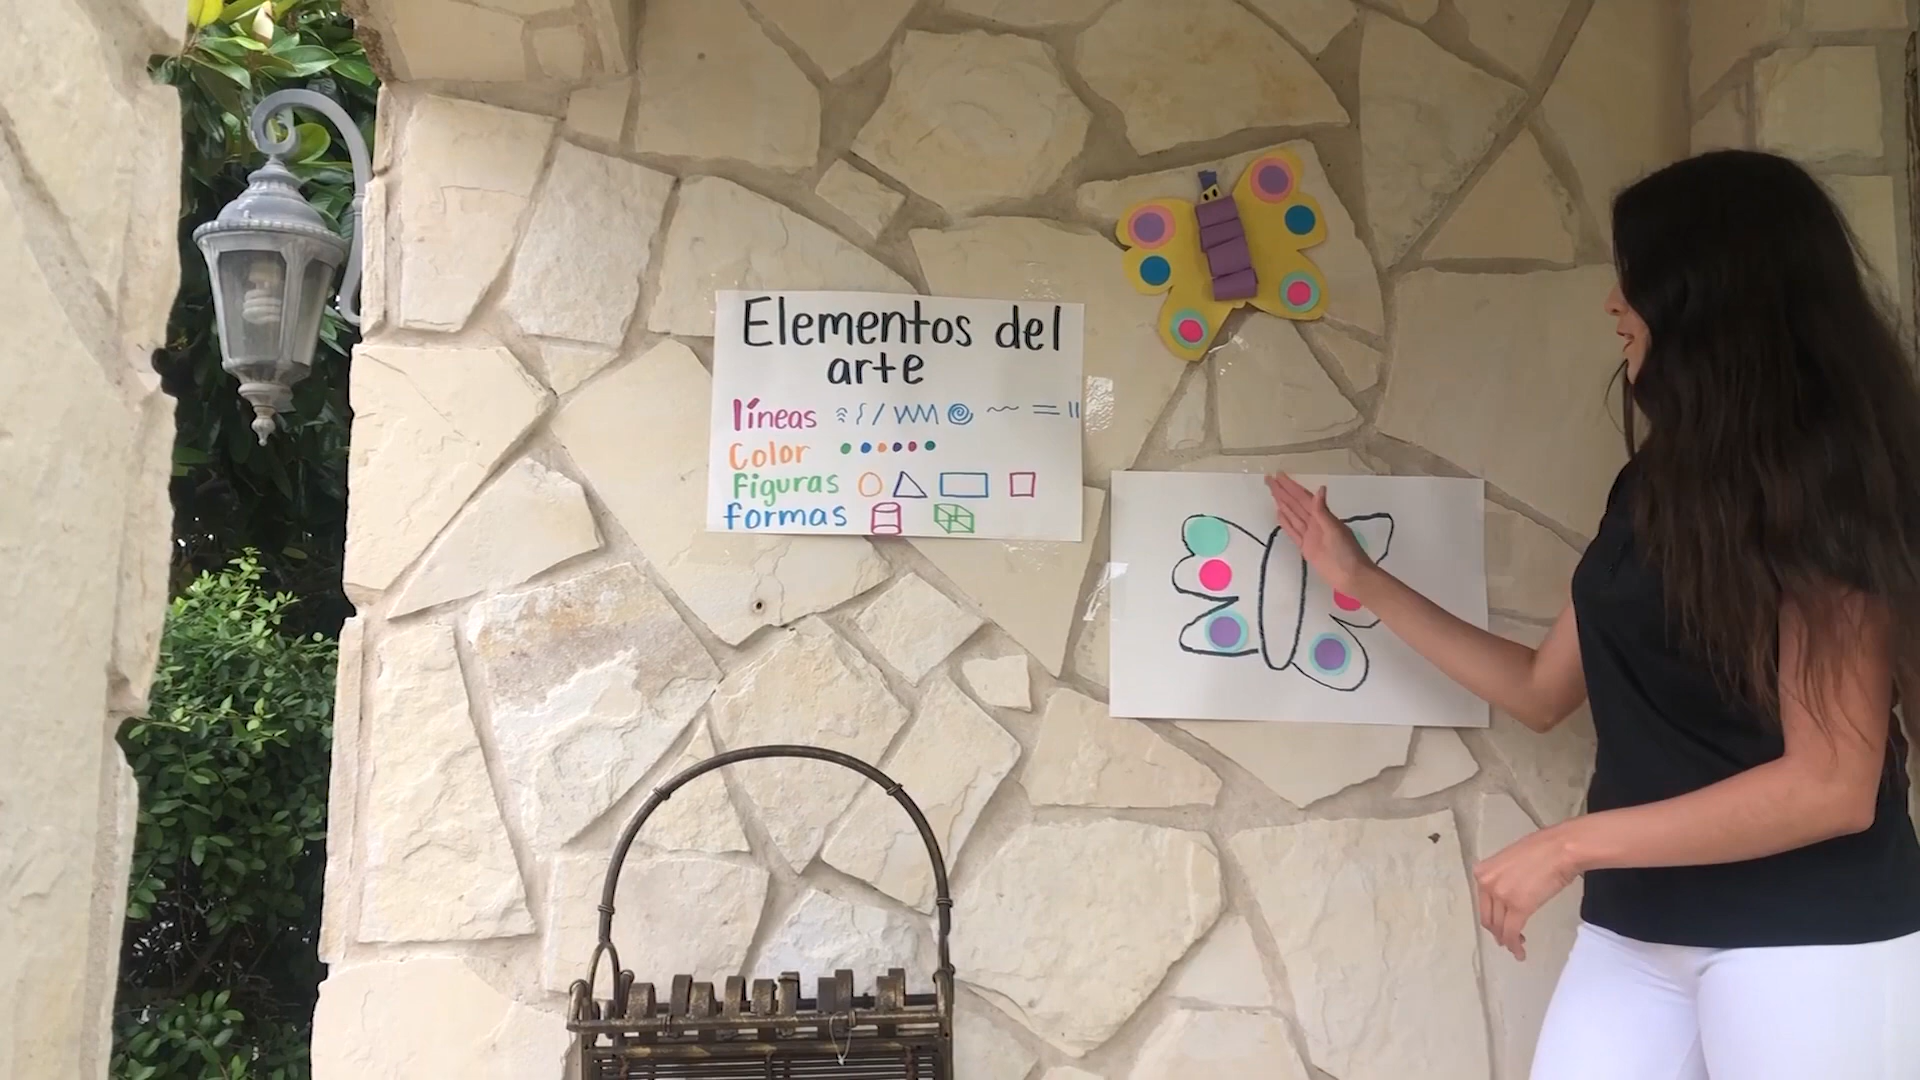 Elementos del
arte
líneas
Color
Figuras
formas